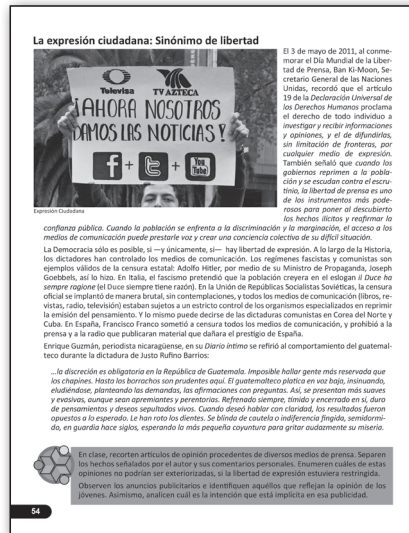 La expresión ciudadana: Sinónimo de libertad
Televisa TV AZTECA
¡AHORA NOSOTROS
DAMOS LAS NOTICIAS!
f + t + You Tube
Expresión Ciudadana
El 3 de mayo de 2011, al conme-
morar el Día Mundial de la Liber-
tad de Prensa, Ban Ki-Moon, Se-
cretario General de las Naciones
Unidas, recordó que el artículo
19 de la Declaración Universal de
los Derechos Humanos proclama
el derecho de todo individuo a
investigar y recibir informaciones
y opiniones, y el de difundirlas,
sin limitación de fronteras, por
cualquier medio de expresión.
También señaló que cuando los
gobiernos reprimen a la pobla-
ción y se escudan contra el escru-
tinio, la libertad de prensa es uno
de los instrumentos más pode-
rosos para poner al descubierto
los hechos ilícitos y reafirmar la
confianza pública. Cuando la población se enfrenta a la discriminación y la marginación, el acceso a los
medios de comunicación puede prestarle voz y crear una conciencia colectiva de su difícil situación.
La Democracia sólo es posible, si —y únicamente, si— hay libertad de expresión. A lo largo de la Historia,
los dictadores han controlado los medios de comunicación. Los regímenes fascistas y comunistas son
ejemplos válidos de la censura estatal: Adolfo Hitler, por medio de su Ministro de Propaganda, Joseph
Goebbels, así lo hizo. En Italia, el fascismo pretendió que la población creyera en el eslogan il Duce ha
sempre ragione (el Duce siempre tiene razón). En la Unión de Repúblicas Socialistas Soviéticas, la censura
oficial se implantó de manera brutal, sin contemplaciones, y todos los medios de comunicación (libros, re-
vistas, radio, televisión) estaban sujetos a un estricto control de los organismos especializados en reprimir
la emisión del pensamiento. Y lo mismo puede decirse de las dictaduras comunistas en Corea del Norte y
Cuba. En España, Francisco Franco sometió a censura todos los medios de comunicación, y prohibió a la
prensa y a la radio que publicaran material que dañara el prestigio de España.
Enrique Guzmán, periodista nicaragüense, en su Diario íntimo se refirió al comportamiento del guatemal-
teco durante la dictadura de Justo Rufino Barrios:
...la discreción es obligatoria en la República de Guatemala. Imposible hallar gente más reservada que
los chapines. Hasta los borrachos son prudentes aquí. El guatemalteco platica en voz baja, insinuando,
eludiéndose, planteando las demandas, las afirmaciones con preguntas. Así, se presentan más suaves
y evasivas, aunque sean apremiantes y perentorias. Refrenado siempre, tímido y encerrado en sí, duro
de pensamientos y deseos sepultados vivos. Cuando deseó hablar con claridad, los resultados fueron
opuestos a lo esperado. Le han roto los dientes. Se blinda de cautela o indiferencia fingida, semidormi-
do, en guardia hace siglos, esperando la más pequeña coyuntura para gritar audazmente su miseria.
En clase, recorten artículos de opinión procedentes de diversos medios de prensa. Separen
los hechos señalados por el autor y sus comentarios personales. Enumeren cuáles de estas
opiniones no podrían ser exteriorizadas, si la libertad de expresión estuviera restringida.
Observen los anuncios publicitarios e identifiquen aquéllos que reflejan la opinión de los
jóvenes. Asimismo, analicen cuál es la intención que está implícita en esa publicidad.
54